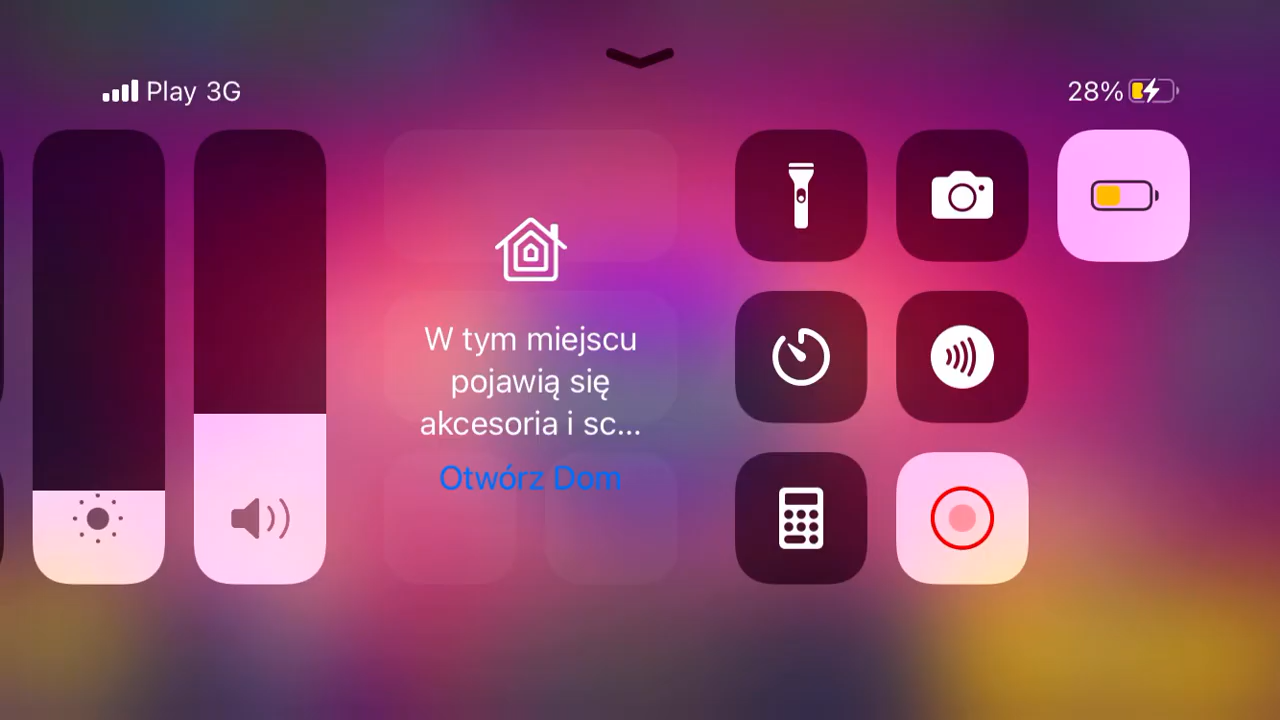 Play 3G
28%
W tym miejscu
pojawią się
akcesoria i sc...
Otwórz Dom